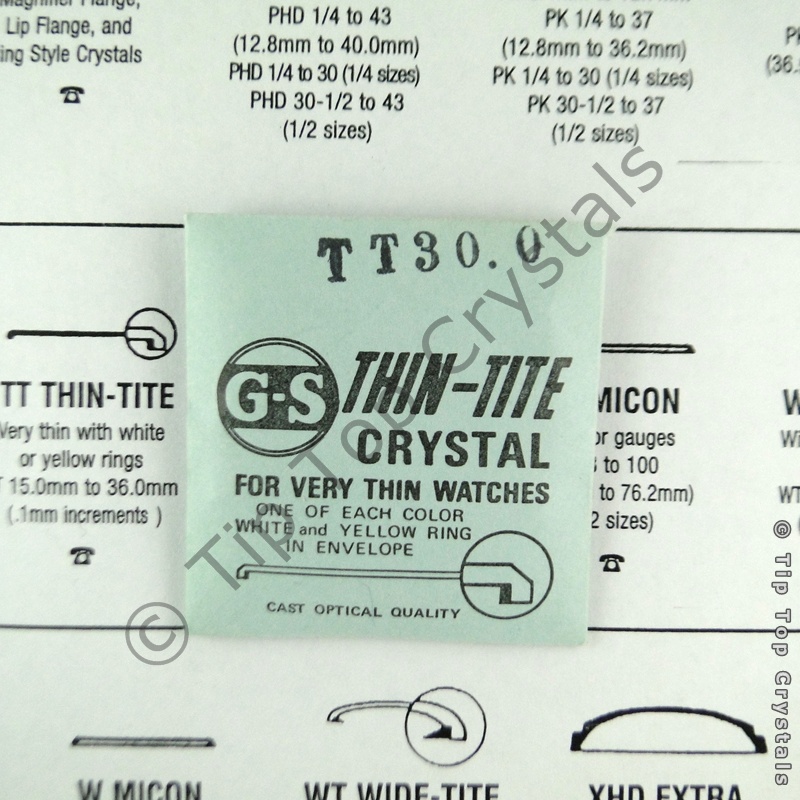 Magnifier Flange,
Lip Flange, and
ing Style Crystals
PHD 1/4 to 43
(12.8mm to 40.0mm)
PHD 1/4 to 30 (1/4 sizes)
PHD 30-1/2 to 43
(1/2 sizes)
PK 1/4 to 37
(12.8mm to 36.2mm)
PK 1/4 to 30 (1/4 sizes)
PK 30-1/2 to 37
(1/2 sizes)
(36.
TT30.0
G-S THIN-TITE
CRYSTAL
FOR VERY THIN WATCHES
ONE OF EACH COLOR
WHITE and YELLOW RING
IN ENVELOPE
CAST OPTICAL QUALITY
TT THIN-TITE
Very thin with white
or yellow rings
15.0mm to 36.0mm
(.1mm increments )
MICON
or gauges
to 100
to 76.2mm)
2 sizes)
W
WT
W MICON
WT WIDE-TITE
XHD EXTRA
© Tip Top Crystals
© Tip Top Crystals